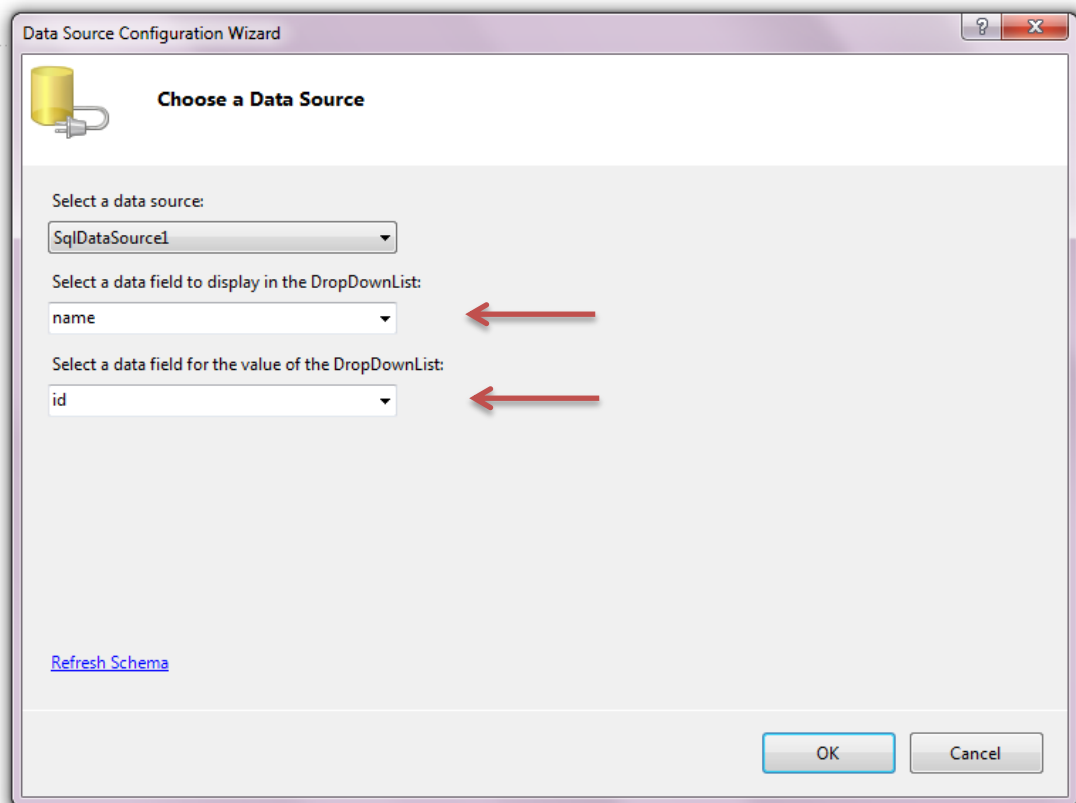 Data Source Configuration Wizard
Choose a Data Source
Select a data source:
SqlDataSource1
Select a data field to display in the DropDownList:
name
Select a data field for the value of the DropDownList:
id
Refresh Schema
OK
Cancel